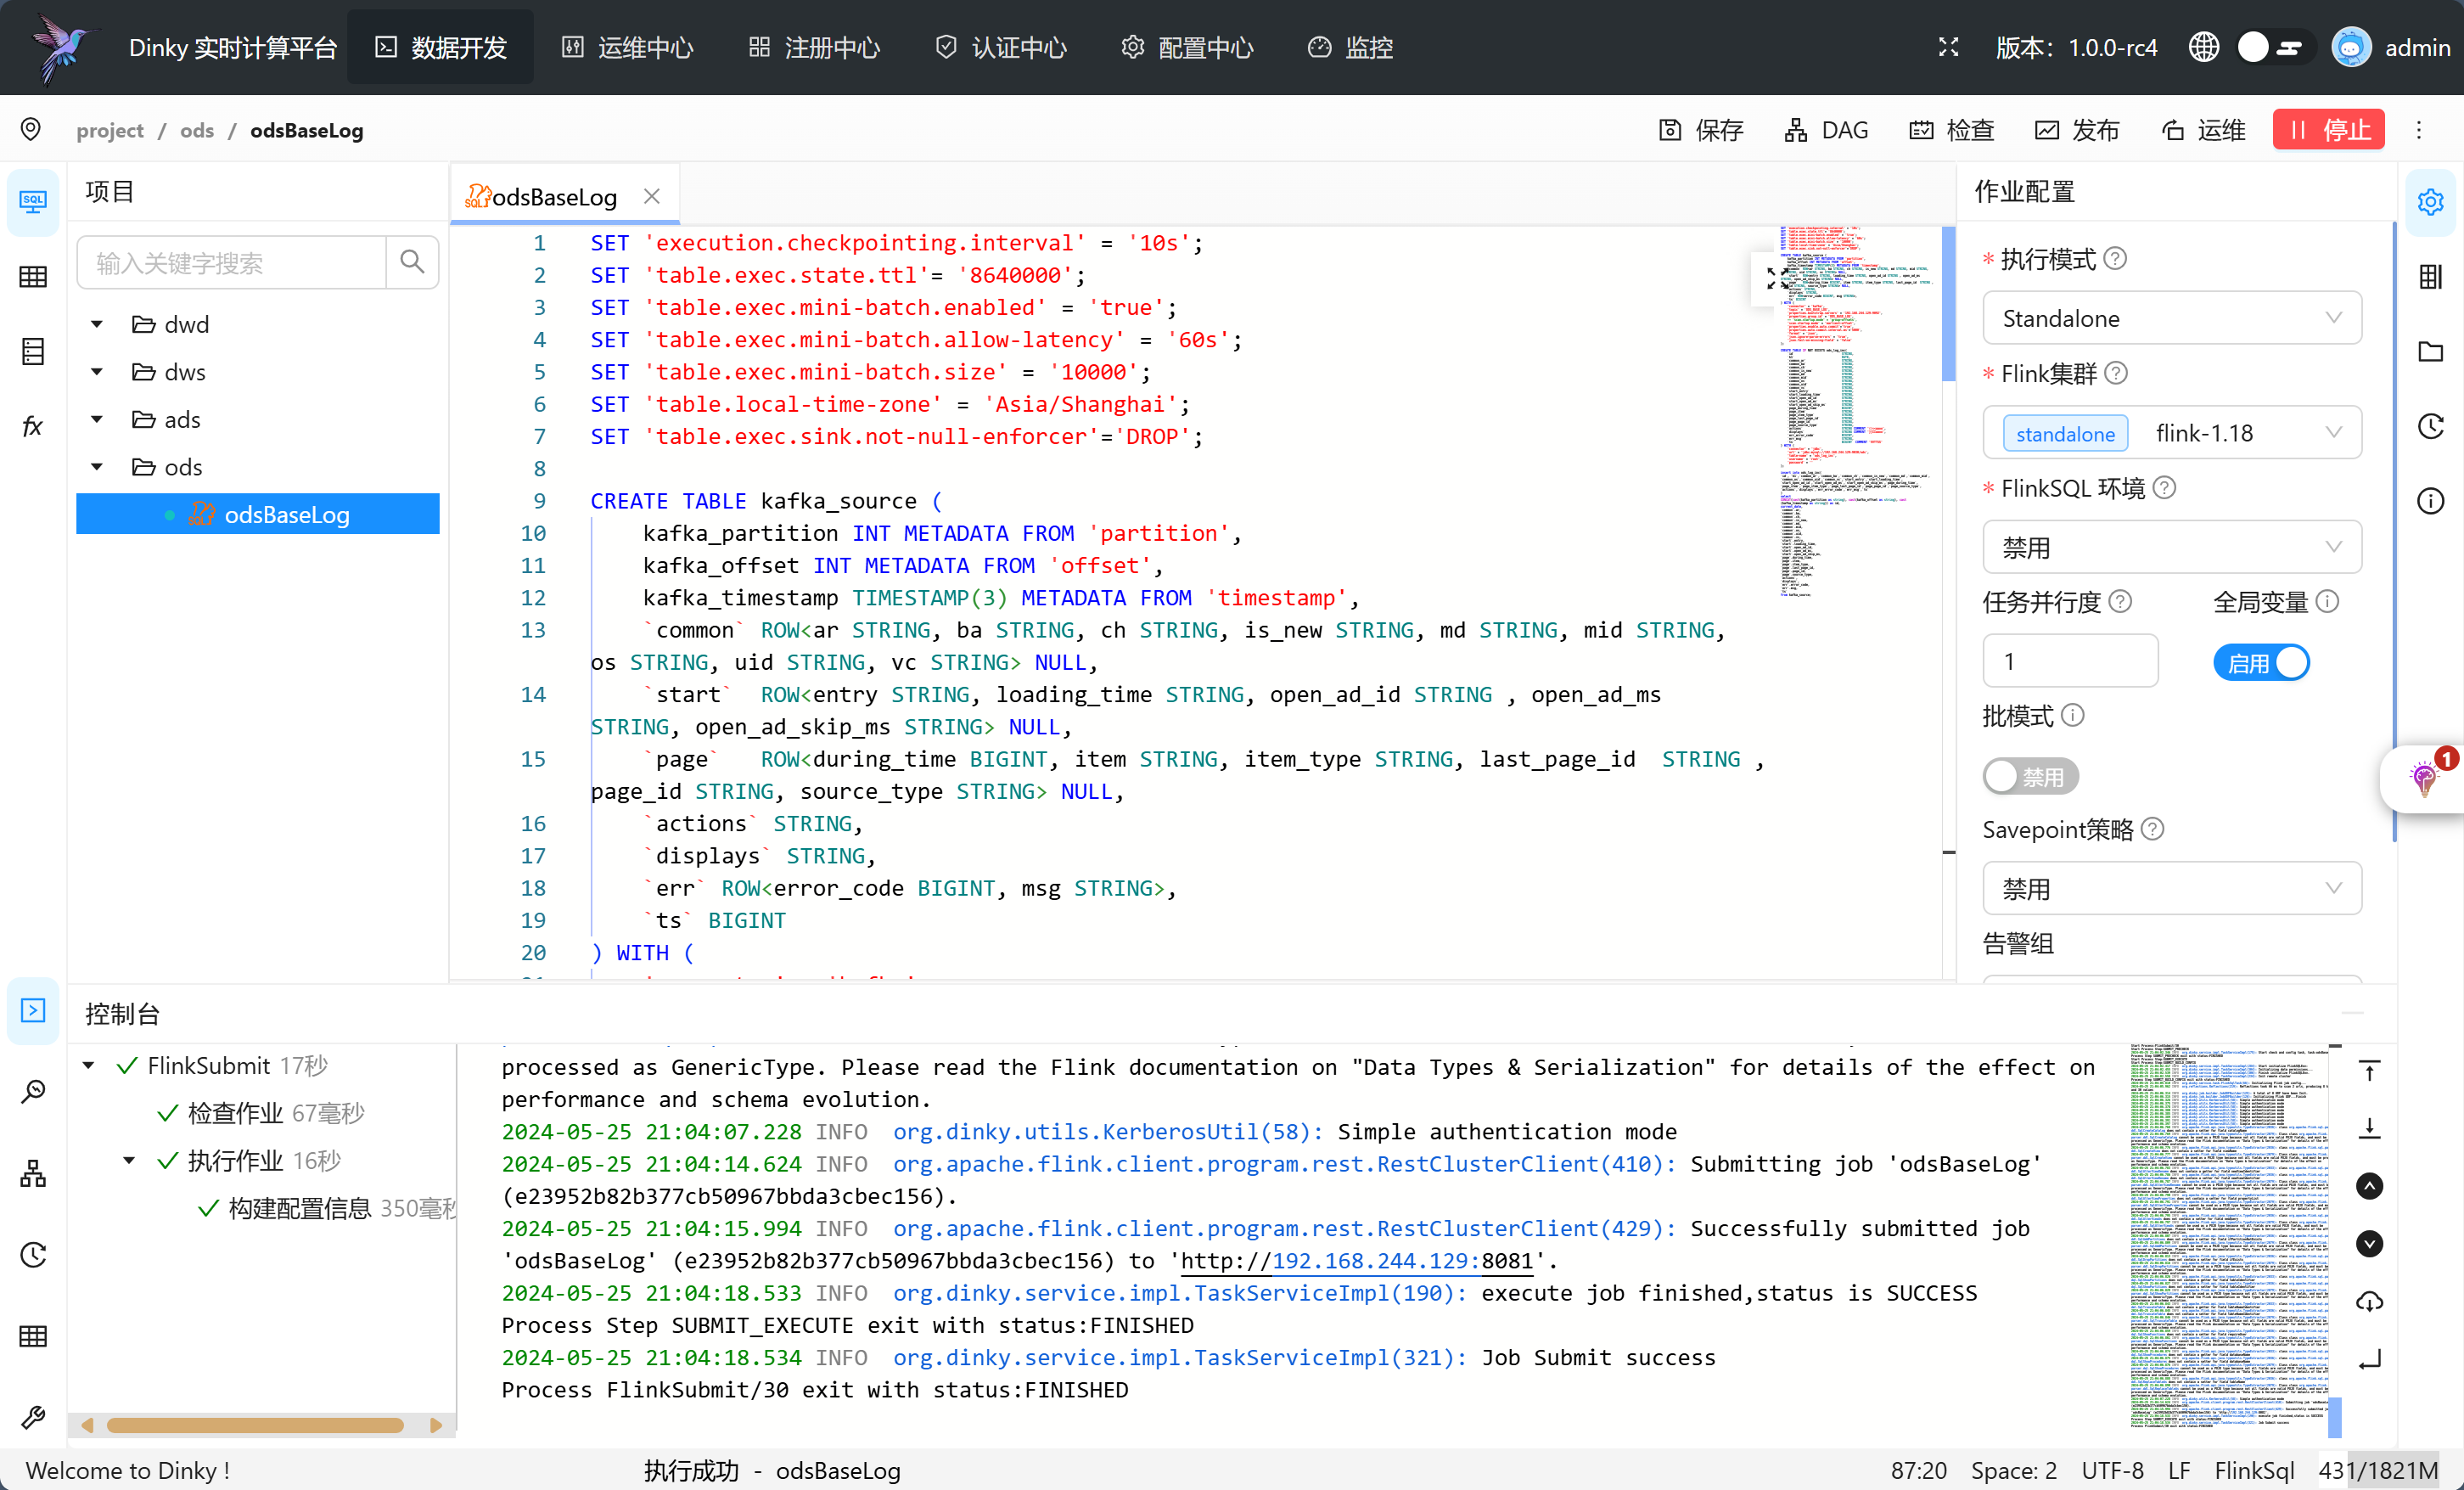 Dinky 实时计算平台 数据开发 运维中心 注册中心 认证中心 配置中心 监控 版本：1.0.0-rc4 admin
project / ods / odsBaseLog 保存 DAG 检查 发布 运维 停止
项目
输入关键字搜索
dwd
dws
ads
ods
odsBaseLog
odsBaseLog
1 SET 'execution.checkpointing.interval' = '10s';
2 SET 'table.exec.state.ttl'= '8640000';
3 SET 'table.exec.mini-batch.enabled' = 'true';
4 SET 'table.exec.mini-batch.allow-latency' = '60s';
5 SET 'table.exec.mini-batch.size' = '10000';
6 SET 'table.local-time-zone' = 'Asia/Shanghai';
7 SET 'table.exec.sink.not-null-enforcer'='DROP';
8
9 CREATE TABLE kafka_source (
10 kafka_partition INT METADATA FROM 'partition',
11 kafka_offset INT METADATA FROM 'offset',
12 kafka_timestamp TIMESTAMP(3) METADATA FROM 'timestamp',
13 `common` ROW<ar STRING, ba STRING, ch STRING, is_new STRING, md STRING, mid STRING,
os STRING, uid STRING, vc STRING> NULL,
14 `start` ROW<entry STRING, loading_time STRING, open_ad_id STRING , open_ad_ms
STRING, open_ad_skip_ms STRING> NULL,
15 `page` ROW<during_time BIGINT, item STRING, item_type STRING, last_page_id STRING ,
page_id STRING, source_type STRING> NULL,
16 `actions` STRING,
17 `displays` STRING,
18 `err` ROW<error_code BIGINT, msg STRING>,
19 `ts` BIGINT
20 ) WITH (
作业配置
* 执行模式
Standalone
* Flink集群
standalone flink-1.18
* FlinkSQL 环境
禁用
任务并行度 全局变量
1 启用
批模式
禁用
Savepoint策略
禁用
告警组
1
控制台
FlinkSubmit 17秒
检查作业 67毫秒
执行作业 16秒
构建配置信息 350毫秒
processed as GenericType. Please read the Flink documentation on "Data Types & Serialization" for details of the effect on
performance and schema evolution.
2024-05-25 21:04:07.228 INFO org.dinky.utils.KerberosUtil(58): Simple authentication mode
2024-05-25 21:04:14.624 INFO org.apache.flink.client.program.rest.RestClusterClient(410): Submitting job 'odsBaseLog'
(e23952b82b377cb50967bbda3cbec156).
2024-05-25 21:04:15.994 INFO org.apache.flink.client.program.rest.RestClusterClient(429): Successfully submitted job
'odsBaseLog' (e23952b82b377cb50967bbda3cbec156) to 'http://192.168.244.129:8081'.
2024-05-25 21:04:18.533 INFO org.dinky.service.impl.TaskServiceImpl(190): execute job finished,status is SUCCESS
Process Step SUBMIT_EXECUTE exit with status:FINISHED
2024-05-25 21:04:18.534 INFO org.dinky.service.impl.TaskServiceImpl(321): Job Submit success
Process FlinkSubmit/30 exit with status:FINISHED
Welcome to Dinky ! 执行成功 - odsBaseLog 87:20 Space: 2 UTF-8 LF FlinkSql 431/1821M